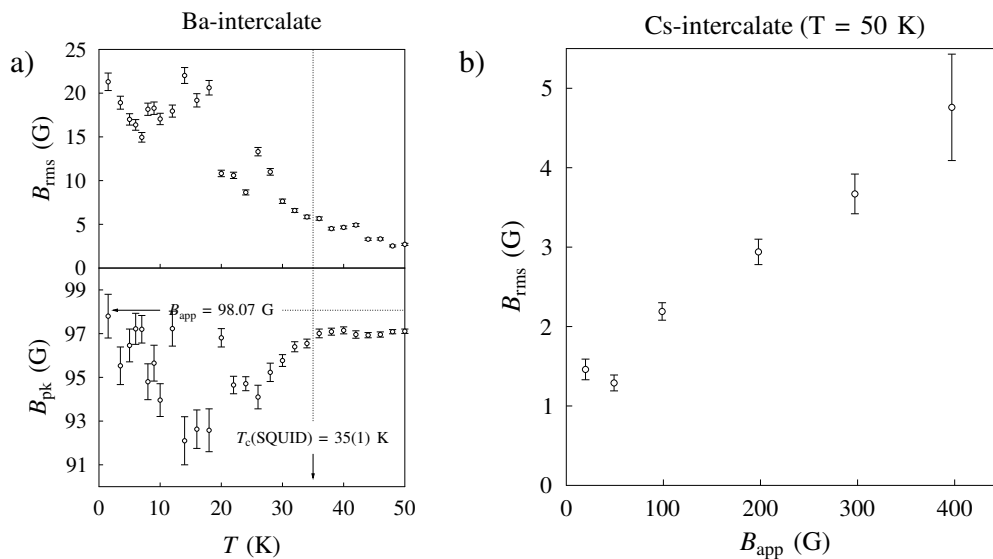 Ba-intercalate
a)
25
20
15
10
5
0
B_rms (G)
99
97
95
93
91
B_pk (G)
B_app = 98.07 G
T_c(SQUID) = 35(1) K
0 10 20 30 40 50
T (K)
Cs-intercalate (T = 50 K)
b)
5
4
3
2
1
0
B_rms (G)
100 200 300 400
B_app (G)